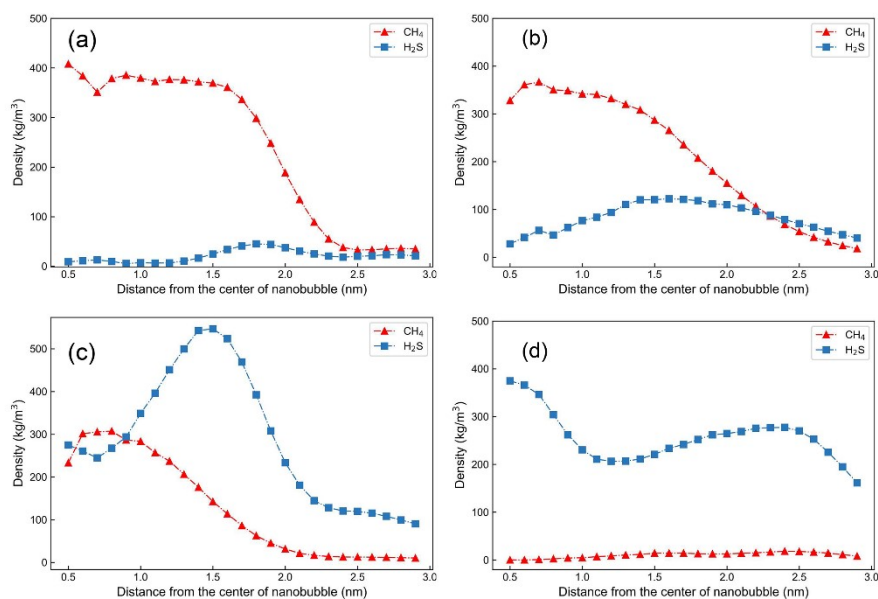 (a)
CH₄
H₂S
500
400
300
200
100
0
Density (kg/m³)
0.5 1.0 1.5 2.0 2.5 3.0
Distance from the center of nanobubble (nm)
(b)
CH₄
H₂S
500
400
300
200
100
0
Density (kg/m³)
0.5 1.0 1.5 2.0 2.5 3.0
Distance from the center of nanobubble (nm)
(c)
CH₄
H₂S
500
400
300
200
100
0
Density (kg/m³)
0.5 1.0 1.5 2.0 2.5 3.0
Distance from the center of nanobubble (nm)
(d)
CH₄
H₂S
500
400
300
200
100
0
Density (kg/m³)
0.5 1.0 1.5 2.0 2.5 3.0
Distance from the center of nanobubble (nm)